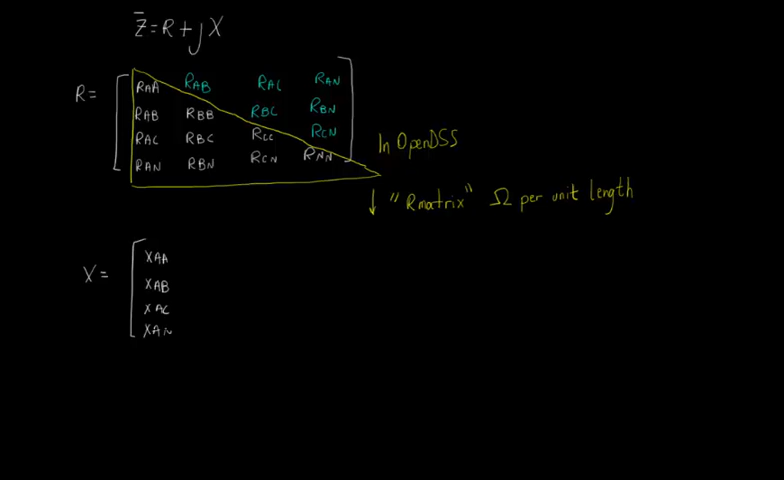 Z̅ = R + j X
R = [ RAA RAB RAC RAN
RAB RBB RBC RBN
RAC RBC RCC RCN
RAN RBN RCN RNN ]
In OpenDSS
↓ "Rmatrix" Ω per unit length
X = [ XAA
XAB
XAC
XAN